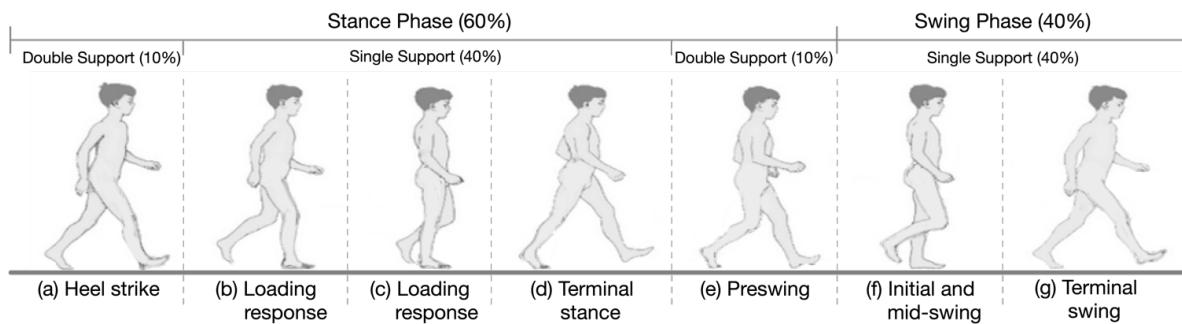 Stance Phase (60%)
Swing Phase (40%)
Double Support (10%)
Single Support (40%)
Double Support (10%)
Single Support (40%)
(a) Heel strike
(b) Loading
response
(c) Loading
response
(d) Terminal
stance
(e) Preswing
(f) Initial and
mid-swing
(g) Terminal
swing